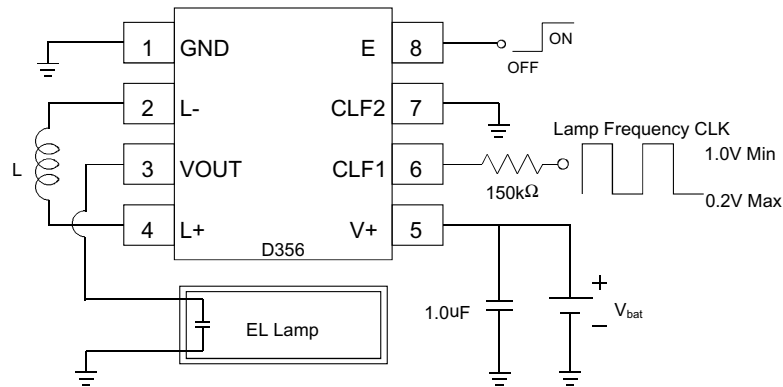 1 GND E 8 ON
OFF
2 L- CLF2 7
Lamp Frequency CLK
L 3 VOUT CLF1 6 1.0V Min
150kΩ
0.2V Max
4 L+ V+ 5
D356
+
EL Lamp 1.0uF Vbat
–